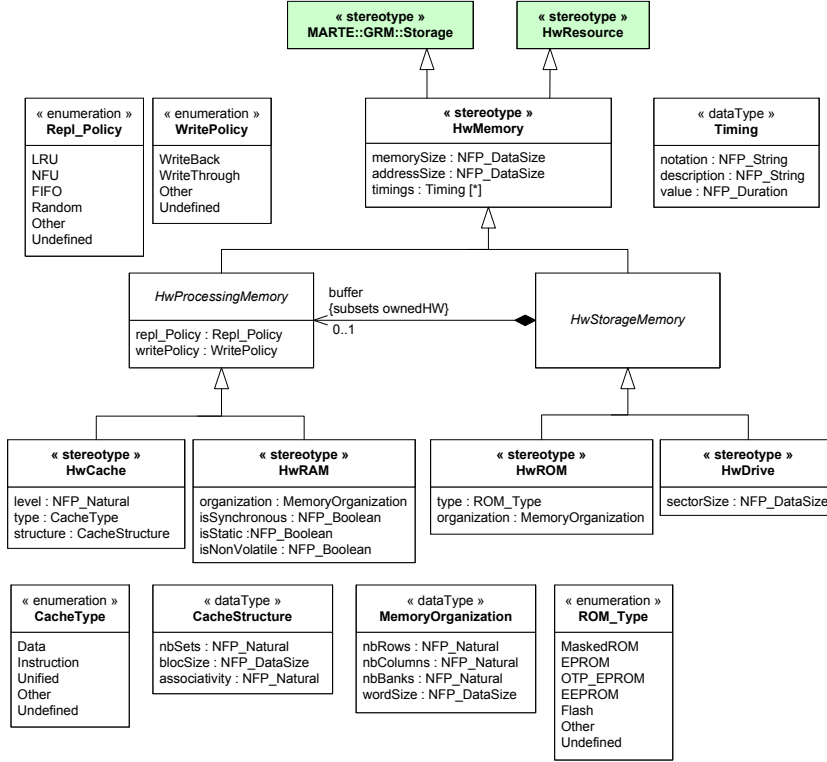 « stereotype »
MARTE::GRM::Storage
« stereotype »
HwResource
« enumeration »
Repl_Policy
LRU
NFU
FIFO
Random
Other
Undefined
« enumeration »
WritePolicy
WriteBack
WriteThrough
Other
Undefined
« stereotype »
HwMemory
memorySize : NFP_DataSize
addressSize : NFP_DataSize
timings : Timing [*]
« dataType »
Timing
notation : NFP_String
description : NFP_String
value : NFP_Duration
HwProcessingMemory
repl_Policy : Repl_Policy
writePolicy : WritePolicy
buffer
{subsets ownedHW}
0..1
HwStorageMemory
« stereotype »
HwCache
level : NFP_Natural
type : CacheType
structure : CacheStructure
« stereotype »
HwRAM
organization : MemoryOrganization
isSynchronous : NFP_Boolean
isStatic :NFP_Boolean
isNonVolatile : NFP_Boolean
« stereotype »
HwROM
type : ROM_Type
organization : MemoryOrganization
« stereotype »
HwDrive
sectorSize : NFP_DataSize
« enumeration »
CacheType
Data
Instruction
Unified
Other
Undefined
« dataType »
CacheStructure
nbSets : NFP_Natural
blocSize : NFP_DataSize
associativity : NFP_Natural
« dataType »
MemoryOrganization
nbRows : NFP_Natural
nbColumns : NFP_Natural
nbBanks : NFP_Natural
wordSize : NFP_DataSize
« enumeration »
ROM_Type
MaskedROM
EPROM
OTP_EPROM
EEPROM
Flash
Other
Undefined